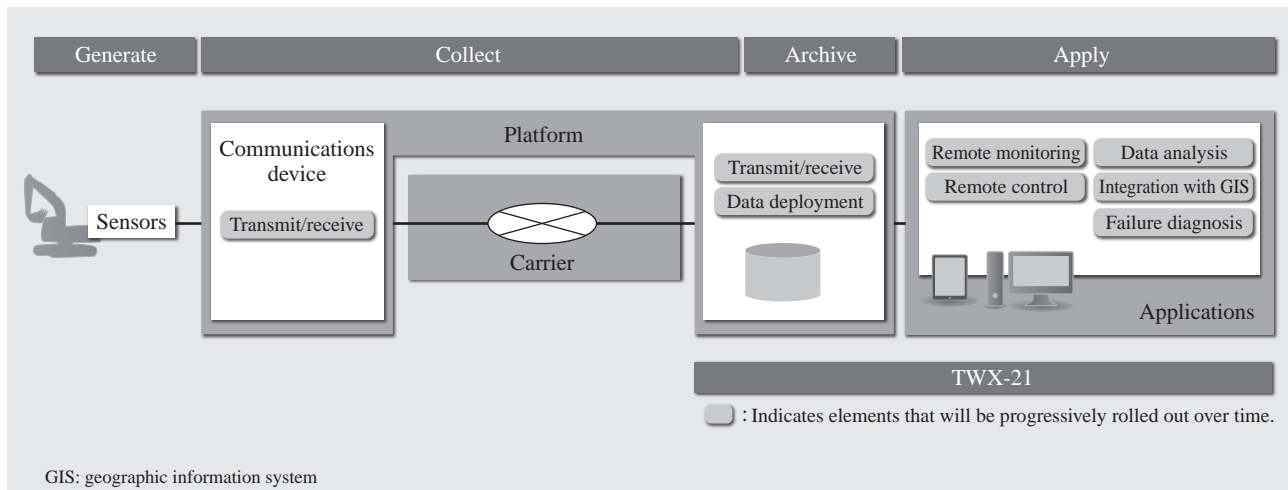 Generate
Collect
Archive
Apply
Platform
Communications
device
Transmit/receive
Sensors
Carrier
Transmit/receive
Data deployment
Remote monitoring
Data analysis
Remote control
Integration with GIS
Failure diagnosis
Applications
TWX-21
: Indicates elements that will be progressively rolled out over time.
GIS: geographic information system